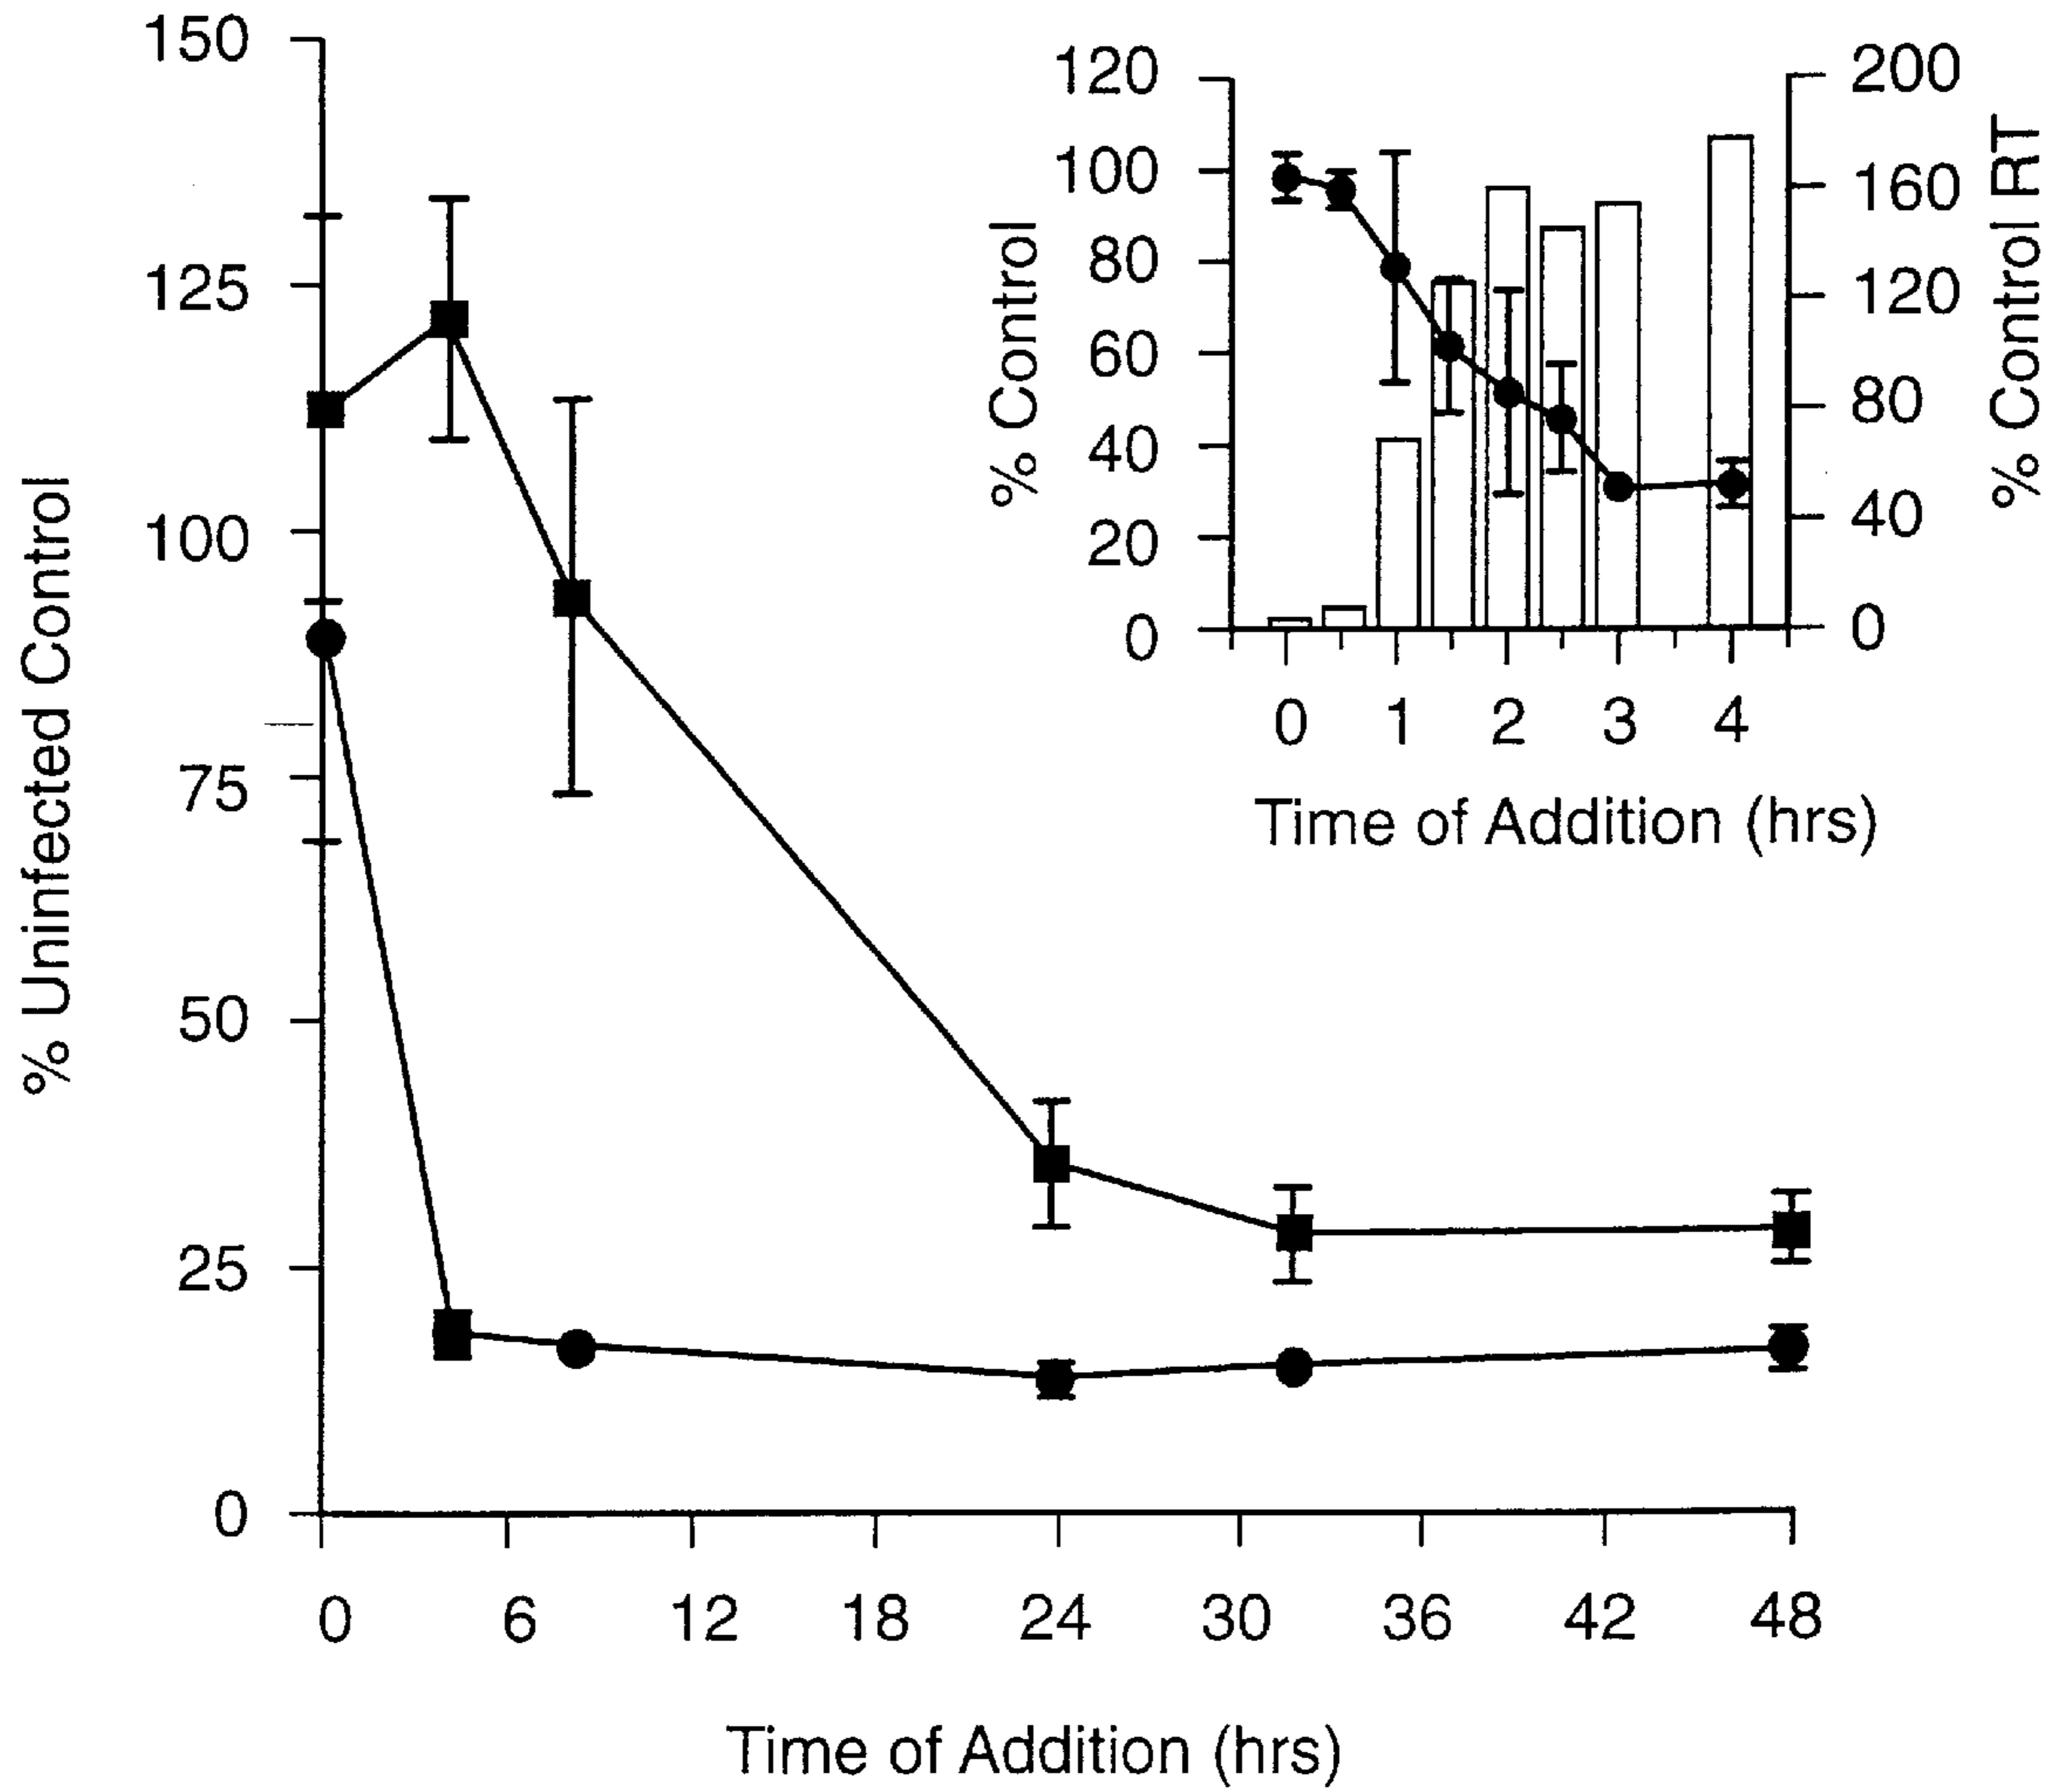 % Uninfected Control
150
125
100
75
50
25
0
0 6 12 18 24 30 36 42 48
Time of Addition (hrs)
% Control
120
100
80
60
40
20
0
% Control RT
200
160
120
80
40
0
0 1 2 3 4
Time of Addition (hrs)